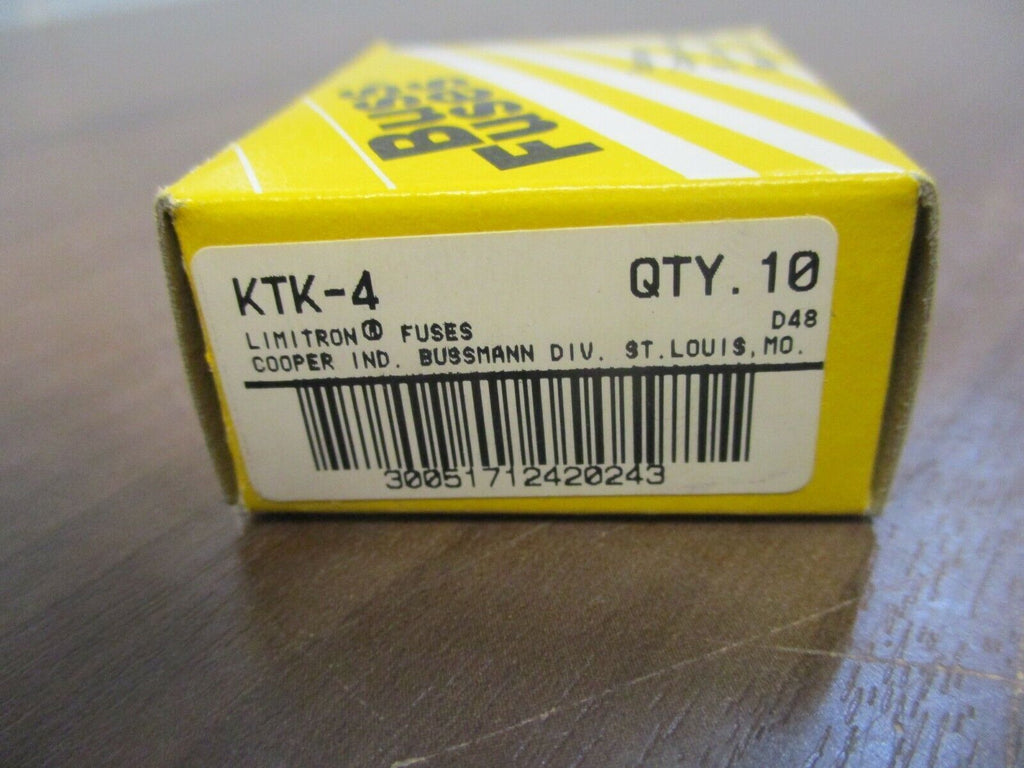 Buss
Fuses
KTK-4 QTY. 10
LIMITRON® FUSES D48
COOPER IND. BUSSMANN DIV. ST.LOUIS, MO.
30051712420243